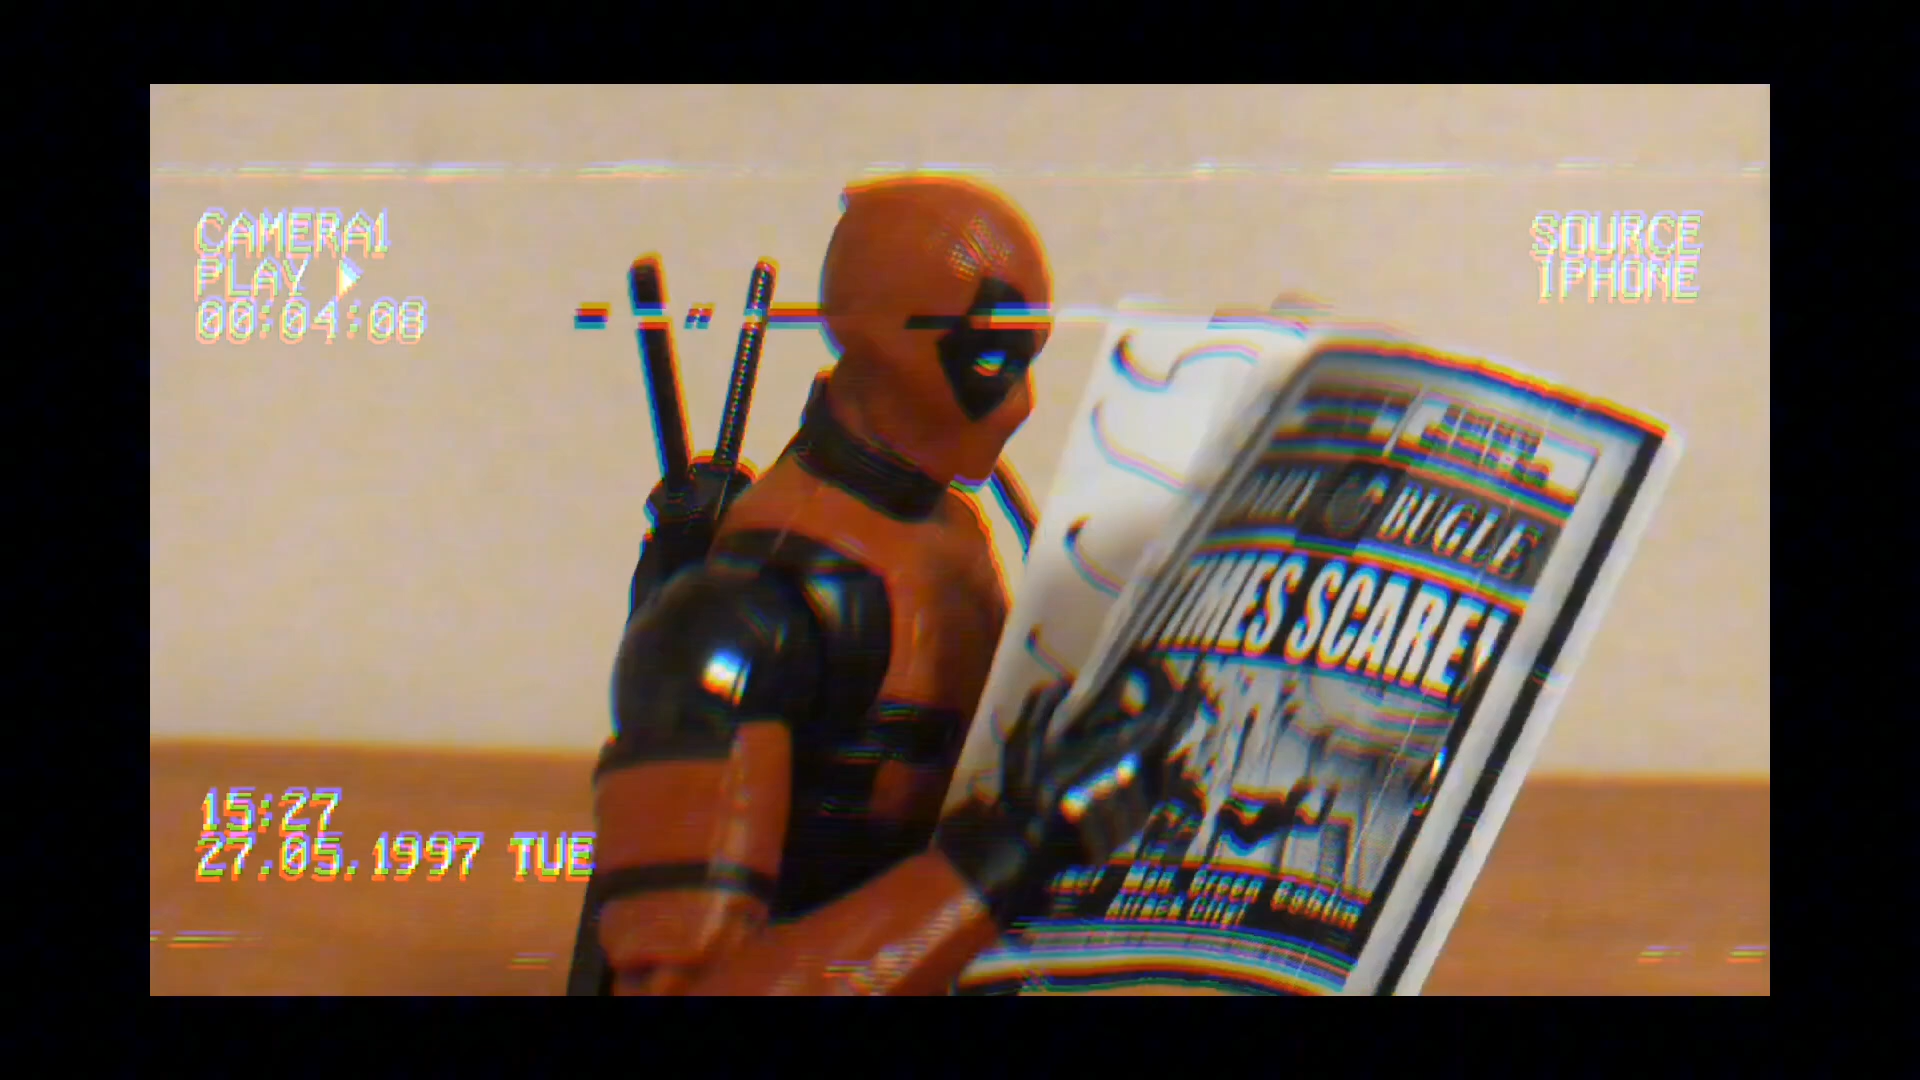 CAMERA1
PLAY
00:04:08
SOURCE
IPHONE
BUGLE
TIMES SCARE!
Man, Green Goblin
Attack City!
15:27
27.05.1997 TUE